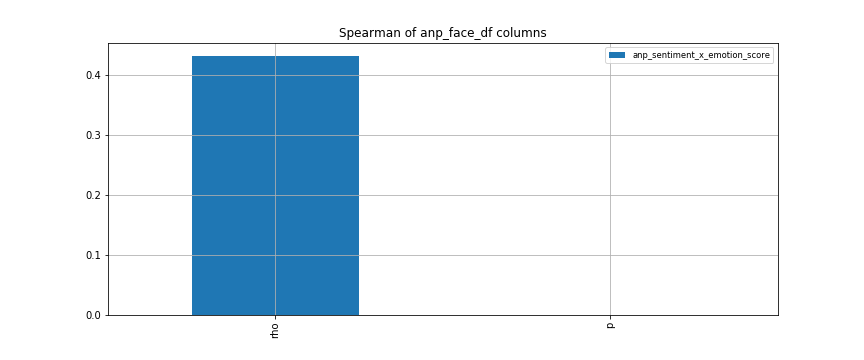 Spearman of anp_face_df columns
anp_sentiment_x_emotion_score
0.4
0.3
0.2
0.1
0.0
rho
p